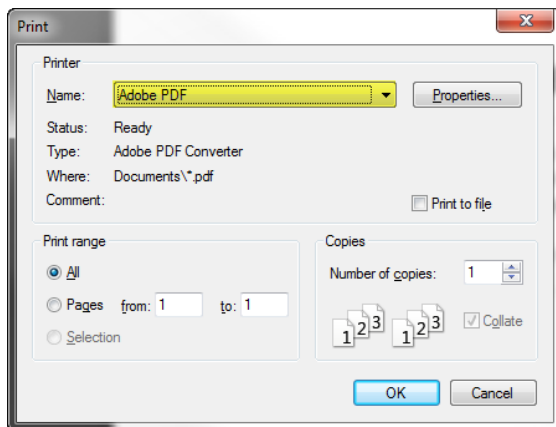 Print
Printer
Name: Adobe PDF Properties...
Status: Ready
Type: Adobe PDF Converter
Where: Documents\*.pdf
Comment: Print to file
Print range
All
Pages from: 1 to: 1
Selection
Copies
Number of copies: 1
1 2 3 1 2 3 Collate
OK Cancel